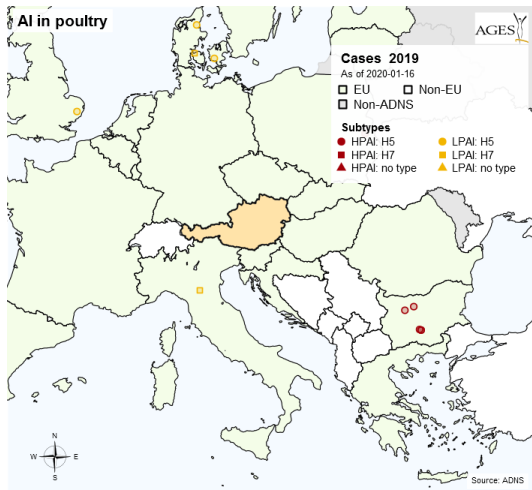 AI in poultry
AGES
Cases 2019
As of 2020-01-16
EU Non-EU
Non-ADNS
Subtypes
HPAI: H5 LPAI: H5
HPAI: H7 LPAI: H7
HPAI: no type LPAI: no type
N
W E
S
Source: ADNS